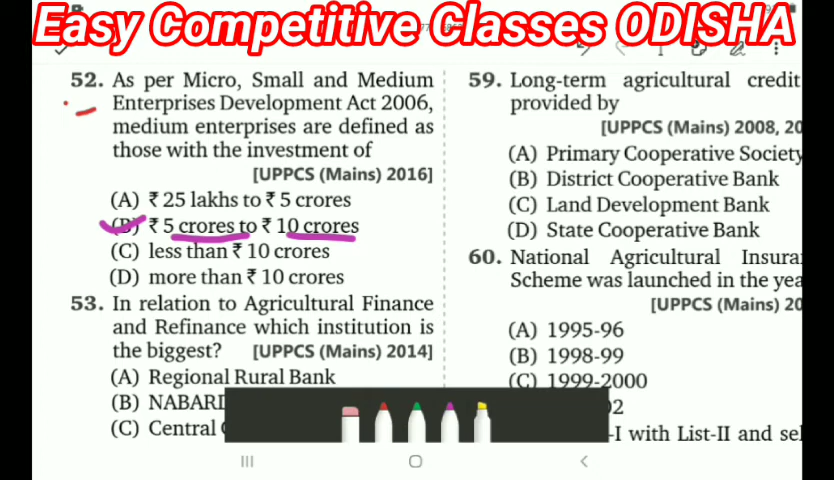 Easy Competitive Classes ODISHA
52. As per Micro, Small and Medium
Enterprises Development Act 2006,
medium enterprises are defined as
those with the investment of
[UPPCS (Mains) 2016]
(A) ₹ 25 lakhs to ₹ 5 crores
(B) ₹ 5 crores to ₹ 10 crores
(C) less than ₹ 10 crores
(D) more than ₹ 10 crores
53. In relation to Agricultural Finance
and Refinance which institution is
the biggest? [UPPCS (Mains) 2014]
(A) Regional Rural Bank
(B) NABARD
(C) Central
59. Long-term agricultural credit
provided by
[UPPCS (Mains) 2008, 20
(A) Primary Cooperative Society
(B) District Cooperative Bank
(C) Land Development Bank
(D) State Cooperative Bank
60. National Agricultural Insura
Scheme was launched in the yea
[UPPCS (Mains) 20
(A) 1995-96
(B) 1998-99
(C) 1999-2000
02
-I with List-II and sel